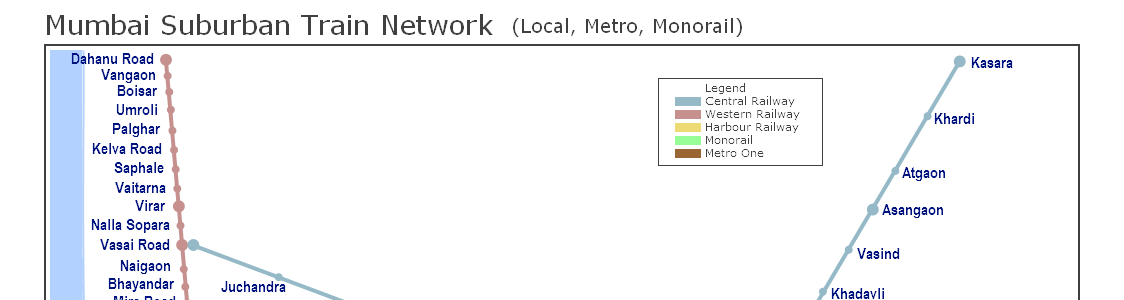 Mumbai Suburban Train Network (Local, Metro, Monorail)
Dahanu Road
Vangaon
Boisar
Umroli
Palghar
Kelva Road
Saphale
Vaitarna
Virar
Nalla Sopara
Vasai Road
Naigaon
Bhayandar
Mira Road
Juchandra
Legend
Central Railway
Western Railway
Harbour Railway
Monorail
Metro One
Kasara
Khardi
Atgaon
Asangaon
Vasind
Khadavli